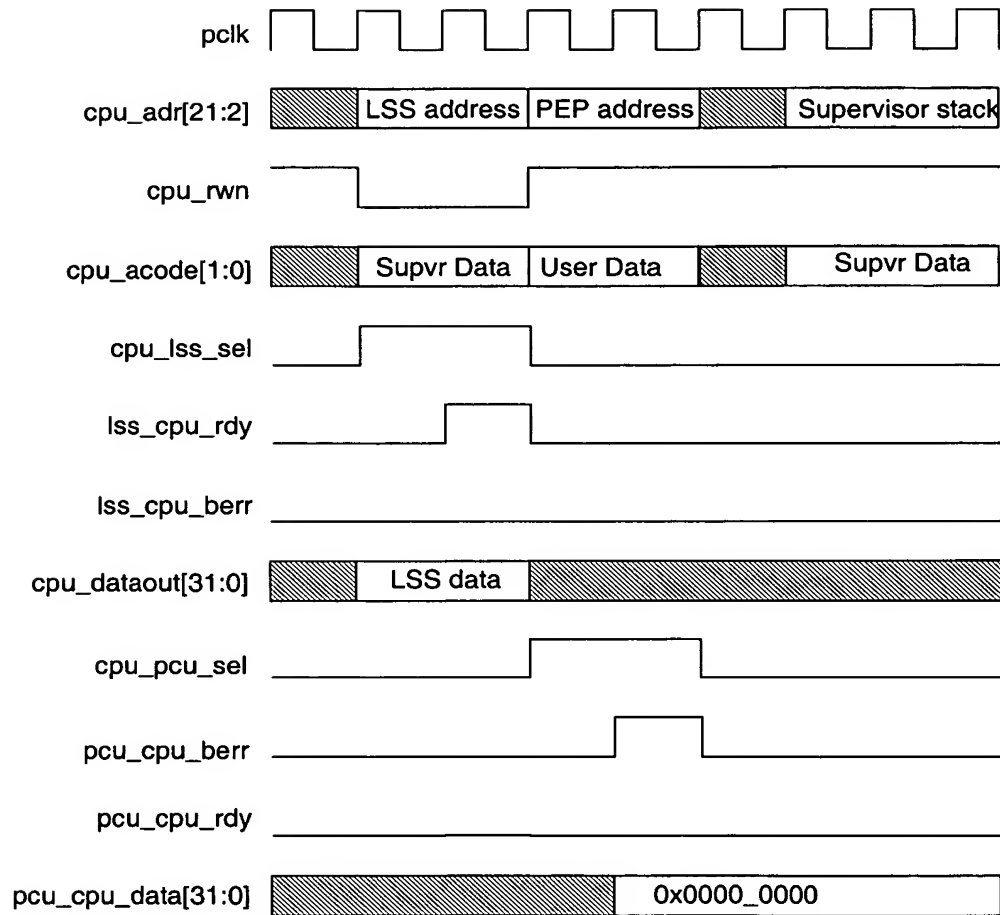 pclk
cpu_adr[21:2] LSS address PEP address Supervisor stack
cpu_rwn
cpu_acode[1:0] Supvr Data User Data Supvr Data
cpu_lss_sel
lss_cpu_rdy
lss_cpu_berr
cpu_dataout[31:0] LSS data
cpu_pcu_sel
pcu_cpu_berr
pcu_cpu_rdy
pcu_cpu_data[31:0] 0x0000_0000